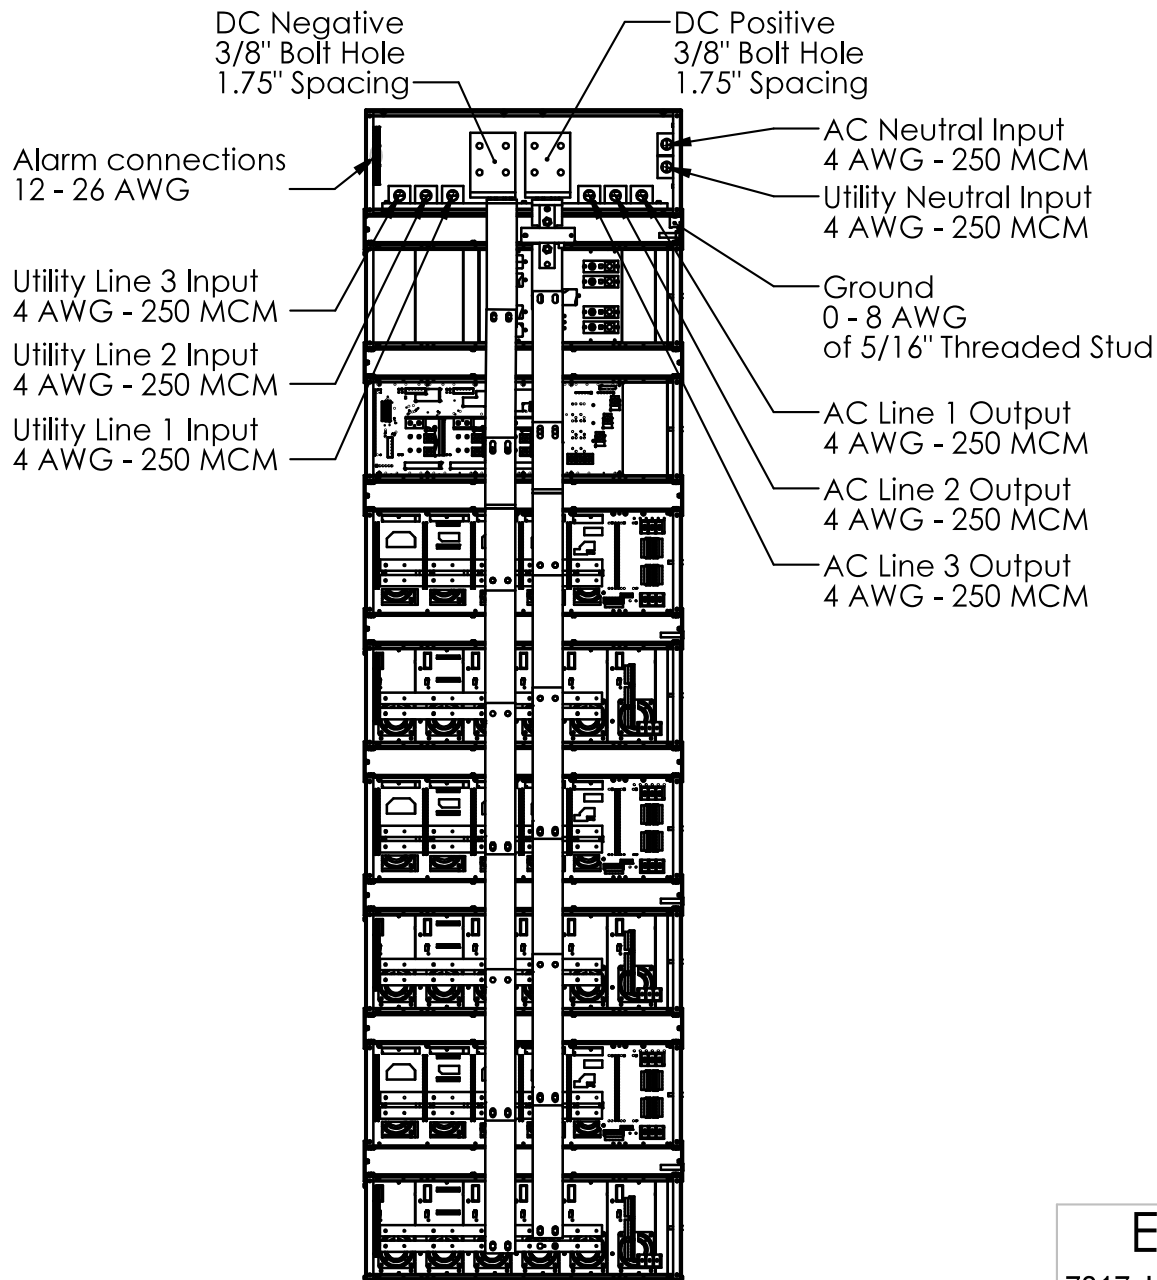 DC Negative
3/8" Bolt Hole
1.75" Spacing
DC Positive
3/8" Bolt Hole
1.75" Spacing
Alarm connections
12 - 26 AWG
Utility Line 3 Input
4 AWG - 250 MCM
Utility Line 2 Input
4 AWG - 250 MCM
Utility Line 1 Input
4 AWG - 250 MCM
AC Neutral Input
4 AWG - 250 MCM
Utility Neutral Input
4 AWG - 250 MCM
Ground
0 - 8 AWG
of 5/16" Threaded Stud
AC Line 1 Output
4 AWG - 250 MCM
AC Line 2 Output
4 AWG - 250 MCM
AC Line 3 Output
4 AWG - 250 MCM
E